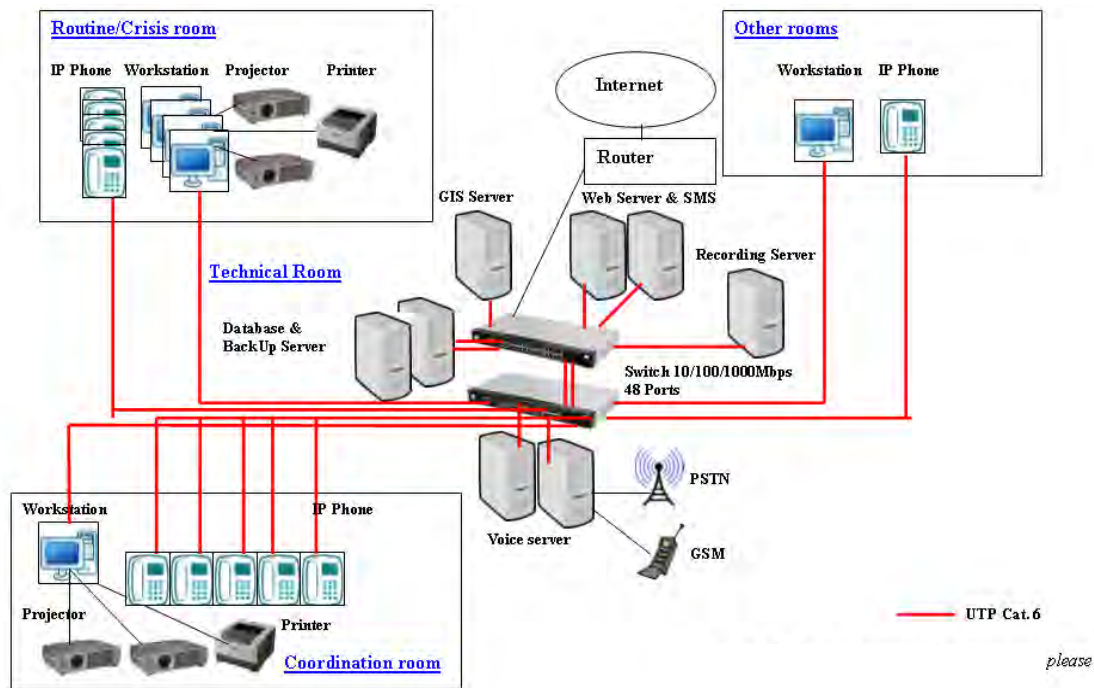 Routine/Crisis room
IP Phone
Workstation
Projector
Printer
Other rooms
Workstation
IP Phone
Internet
Router
GIS Server
Web Server & SMS
Recording Server
Technical Room
Database &
BackUp Server
Switch 10/100/1000Mbps
48 Ports
Voice server
PSTN
GSM
Workstation
IP Phone
Projector
Printer
Coordination room
UTP Cat.6
please